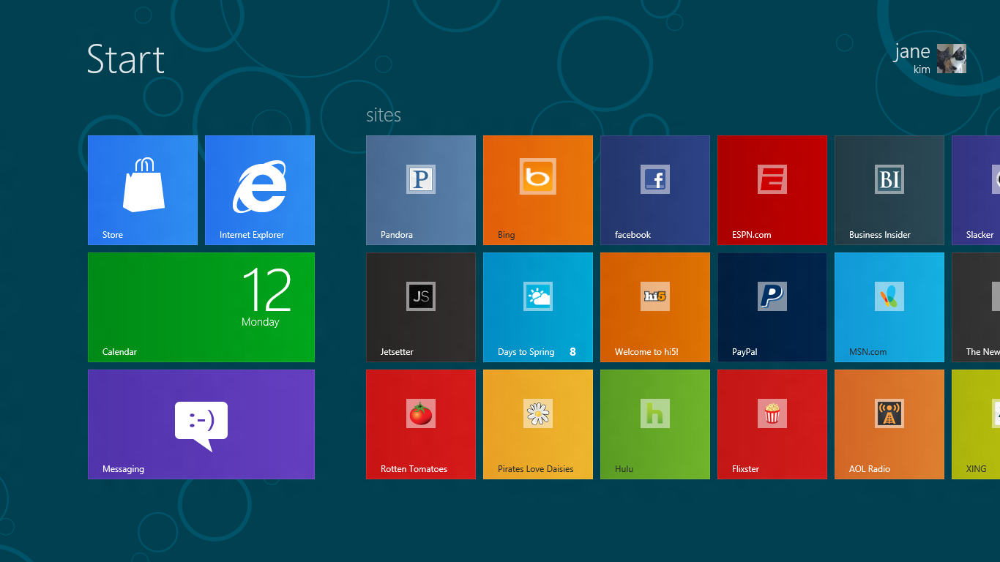 Start
jane
kim
sites
Store
Internet Explorer
P
Pandora
b
Bing
f
facebook
E
ESPN.com
BI
Business Insider
Slacker
12
Monday
Calendar
JS
Jetsetter
Days to Spring 8
hi5
Welcome to hi5!
P
PayPal
MSN.com
The New
:-)
Messaging
Rotten Tomatoes
Pirates Love Daisies
h
Hulu
Flixster
AOL Radio
XING